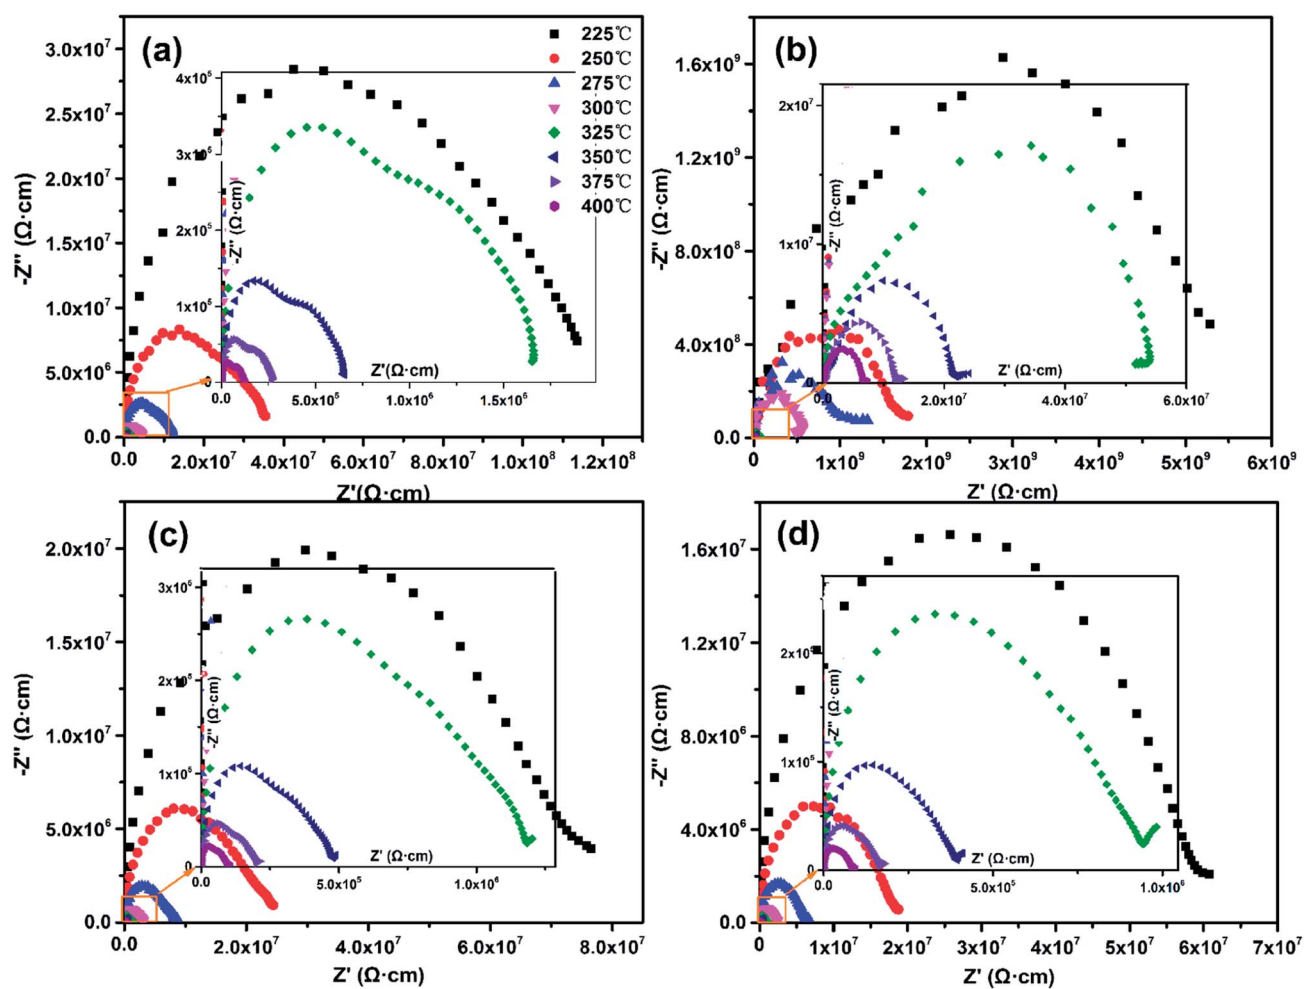 (a)
225℃
250℃
275℃
300℃
325℃
350℃
375℃
400℃
3.0x10⁷
2.5x10⁷
2.0x10⁷
1.5x10⁷
1.0x10⁷
5.0x10⁶
0.0
-Z'' (Ω·cm)
0.0 2.0x10⁷ 4.0x10⁷ 6.0x10⁷ 8.0x10⁷ 1.0x10⁸ 1.2x10⁸
Z'(Ω·cm)
3x10⁵
2x10⁵
1x10⁵
0
-Z'' (Ω·cm)
Z'(Ω·cm)
0.0 5.0x10⁵ 1.0x10⁶ 1.5x10⁶
(b)
1.6x10⁹
1.2x10⁹
8.0x10⁸
4.0x10⁸
0.0
-Z'' (Ω·cm)
0 1x10⁹ 2x10⁹ 3x10⁹ 4x10⁹ 5x10⁹ 6x10⁹
Z' (Ω·cm)
2x10⁷
1x10⁷
0
-Z'' (Ω·cm)
Z' (Ω·cm)
0.0 2.0x10⁷ 4.0x10⁷ 6.0x10⁷
(c)
2.0x10⁷
1.5x10⁷
1.0x10⁷
5.0x10⁶
0.0
-Z'' (Ω·cm)
0.0 2.0x10⁷ 4.0x10⁷ 6.0x10⁷ 8.0x10⁷
Z' (Ω·cm)
1x10⁵
0
-Z'' (Ω·cm)
Z' (Ω·cm)
0.0 5.0x10⁵ 1.0x10⁶
(d)
1.6x10⁷
1.2x10⁷
8.0x10⁶
4.0x10⁶
0.0
-Z'' (Ω·cm)
0 1x10⁷ 2x10⁷ 3x10⁷ 4x10⁷ 5x10⁷ 6x10⁷ 7x10⁷
Z' (Ω·cm)
1x10⁵
0
-Z'' (Ω·cm)
Z' (Ω·cm)
0.0 5.0x10⁵ 1.0x10⁶